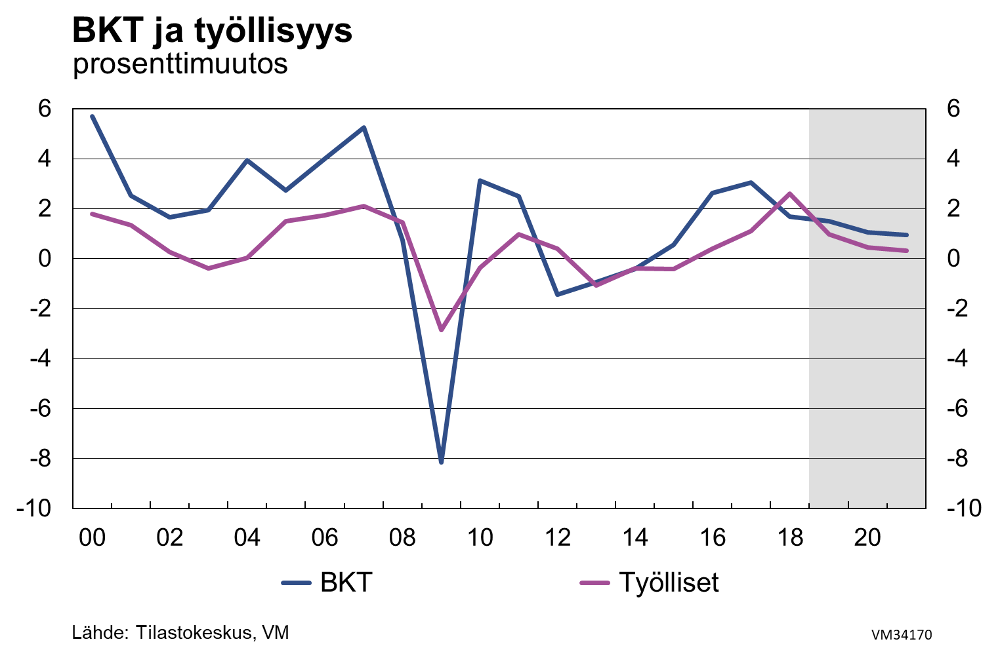 BKT ja työllisyys
prosenttimuutos
6 6
4 4
2 2
0 0
-2 -2
-4 -4
-6 -6
-8 -8
-10 -10
00 02 04 06 08 10 12 14 16 18 20
BKT Työlliset
Lähde: Tilastokeskus, VM VM34170